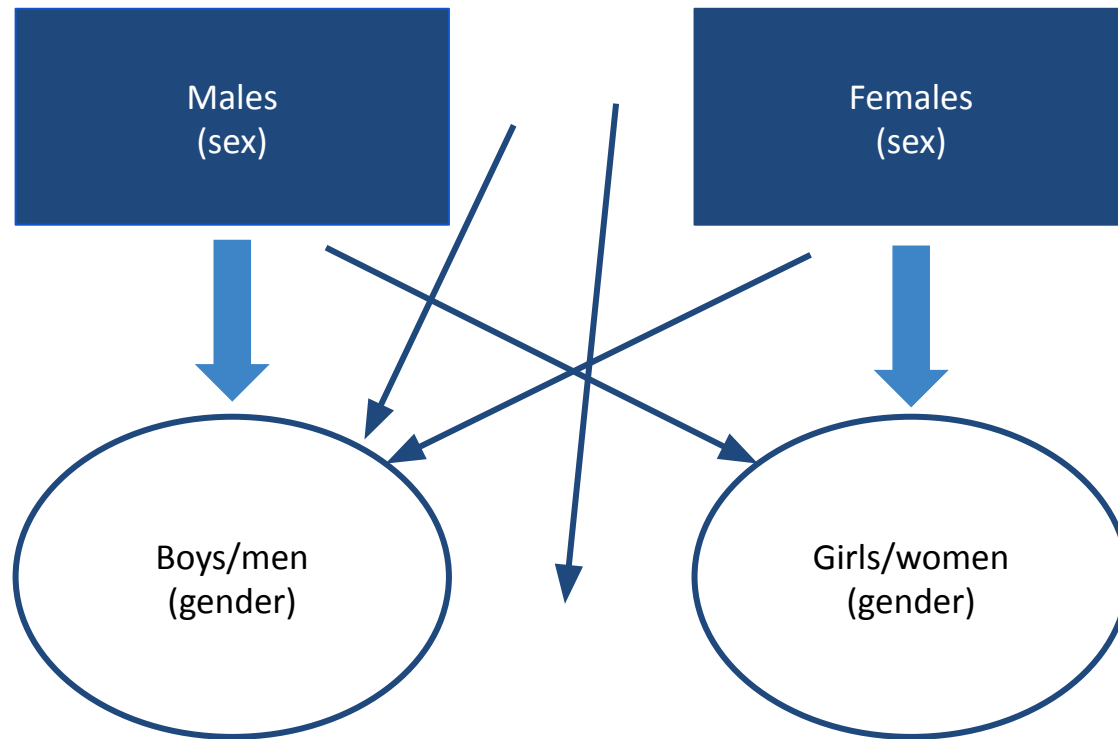 Males
(sex)
Females
(sex)
Boys/men
(gender)
Girls/women
(gender)